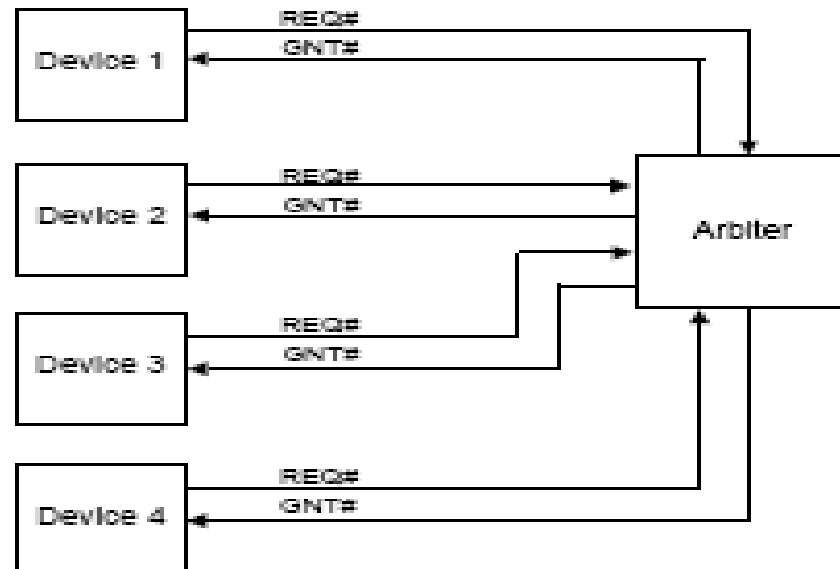 REQ#
GNT#
Device 1
REQ#
GNT#
Device 2
Arbiter
REQ#
GNT#
Device 3
REQ#
GNT#
Device 4